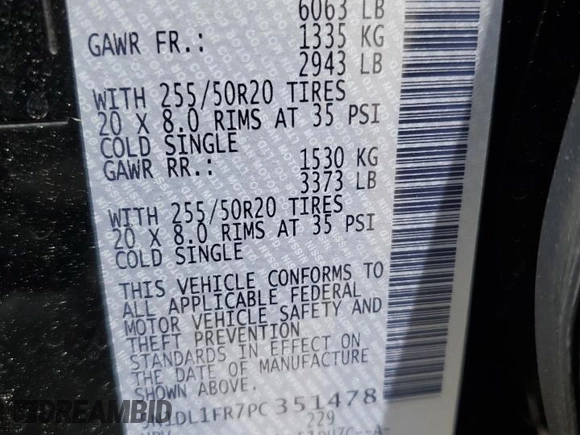 6063 LB
GAWR FR.: 1335 KG
2943 LB
WITH 255/50R20 TIRES
20 X 8.0 RIMS AT 35 PSI
COLD SINGLE
GAWR RR.: 1530 KG
3373 LB
WITH 255/50R20 TIRES
20 X 8.0 RIMS AT 35 PSI
COLD SINGLE
THIS VEHICLE CONFORMS TO
ALL APPLICABLE FEDERAL
MOTOR VEHICLE SAFETY AND
THEFT PREVENTION
STANDARDS IN EFFECT ON
THE DATE OF MANUFACTURE
SHOWN ABOVE.
DL1FR7PC351478
229
DREAMBID